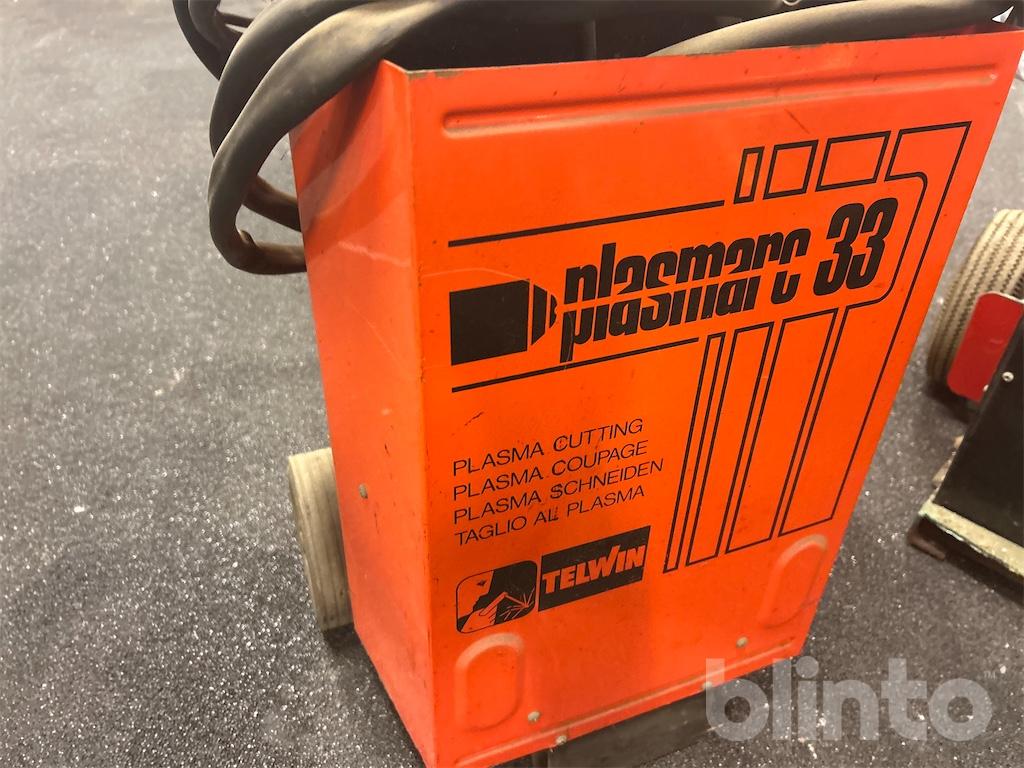 plasmarc 33
PLASMA CUTTING
PLASMA COUPAGE
PLASMA SCHNEIDEN
TAGLIO AL PLASMA
TELWIN
blinto